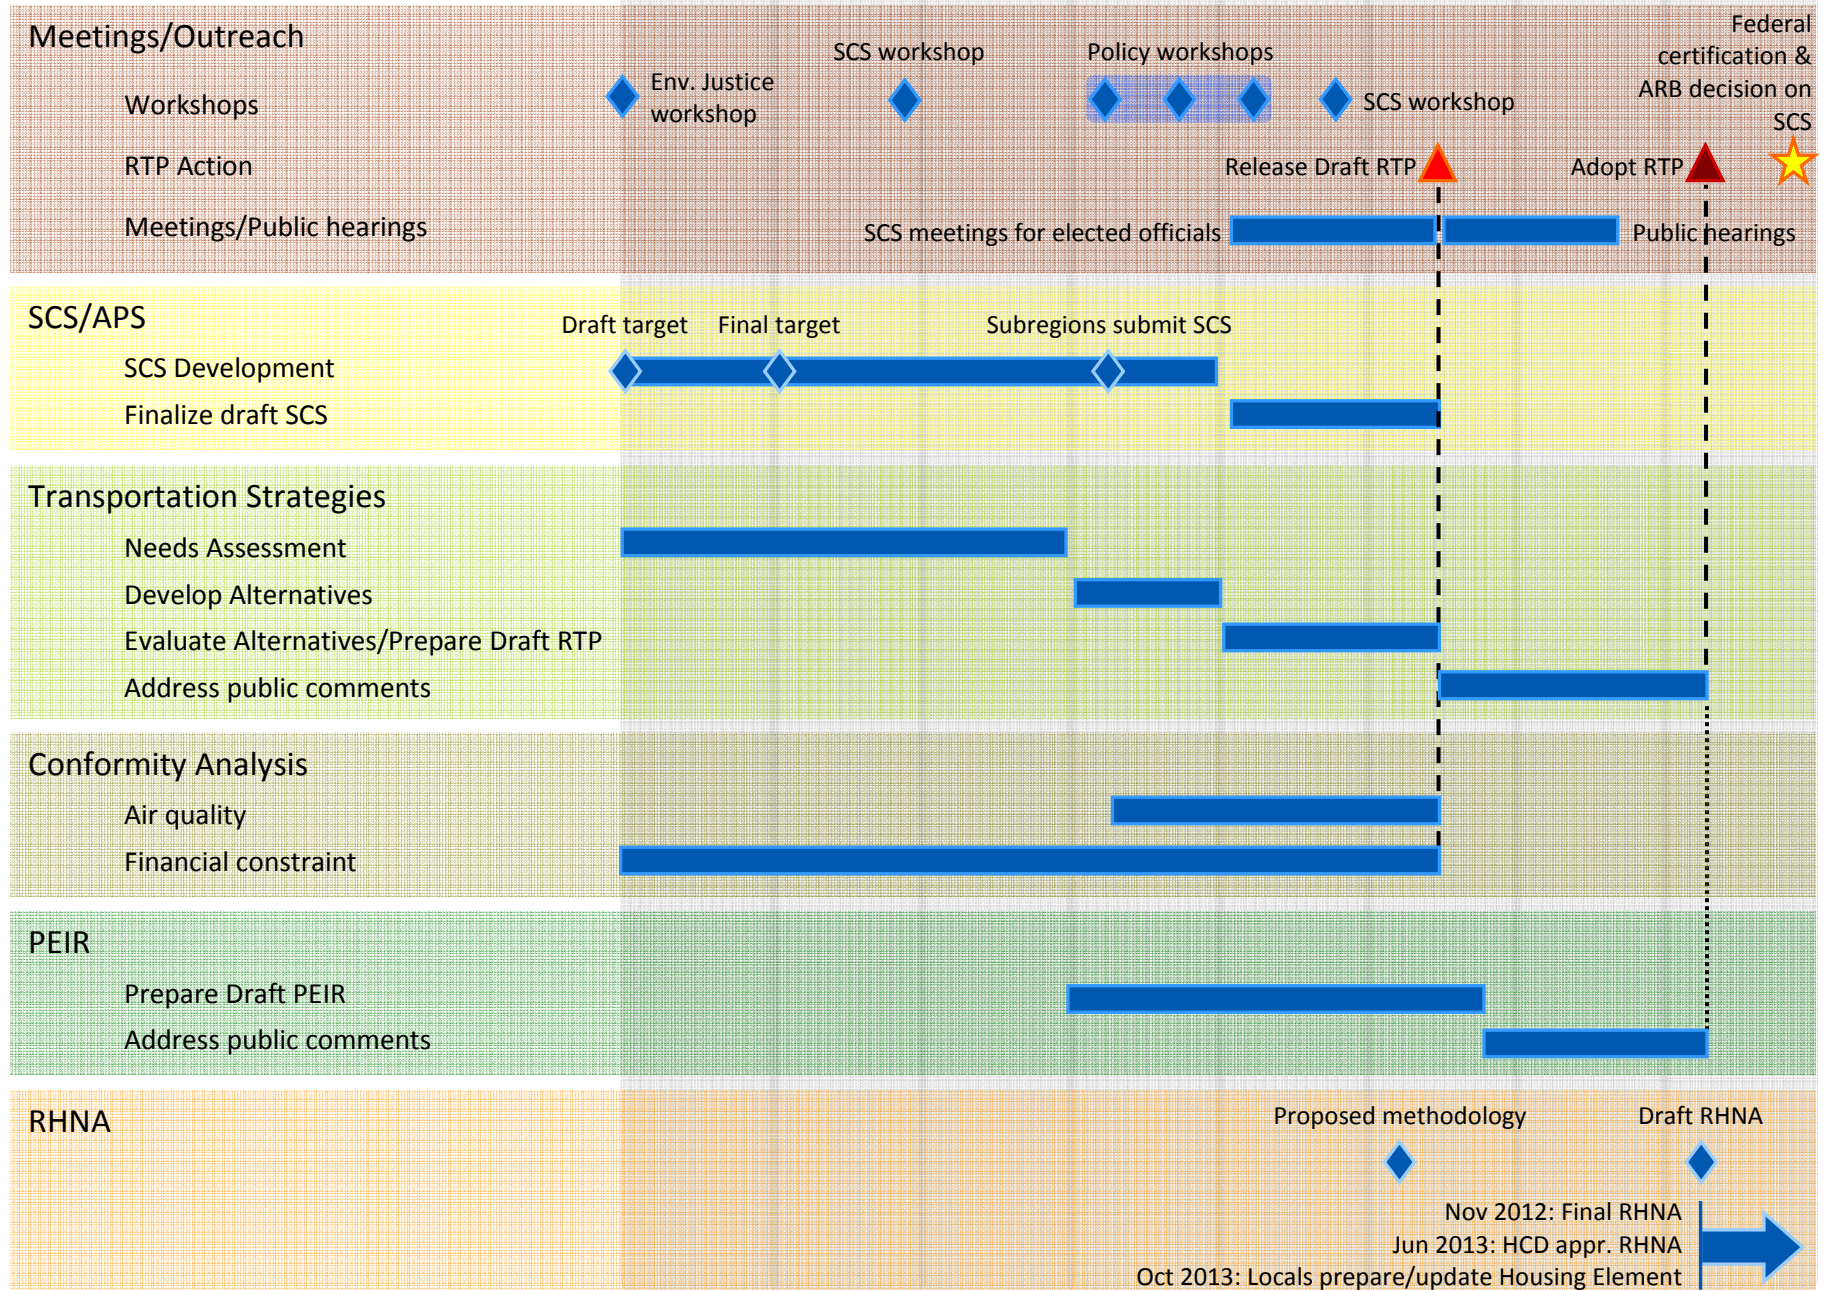 Meetings/Outreach
Federal
certification &
ARB decision on
SCS
SCS workshop
Policy workshops
Workshops
Env. Justice
workshop
SCS workshop
RTP Action
Release Draft RTP
Adopt RTP
Meetings/Public hearings
SCS meetings for elected officials
Public hearings
SCS/APS
Draft target
Final target
Subregions submit SCS
SCS Development
Finalize draft SCS
Transportation Strategies
Needs Assessment
Develop Alternatives
Evaluate Alternatives/Prepare Draft RTP
Address public comments
Conformity Analysis
Air quality
Financial constraint
PEIR
Prepare Draft PEIR
Address public comments
RHNA
Proposed methodology
Draft RHNA
Nov 2012: Final RHNA
Jun 2013: HCD appr. RHNA
Oct 2013: Locals prepare/update Housing Element